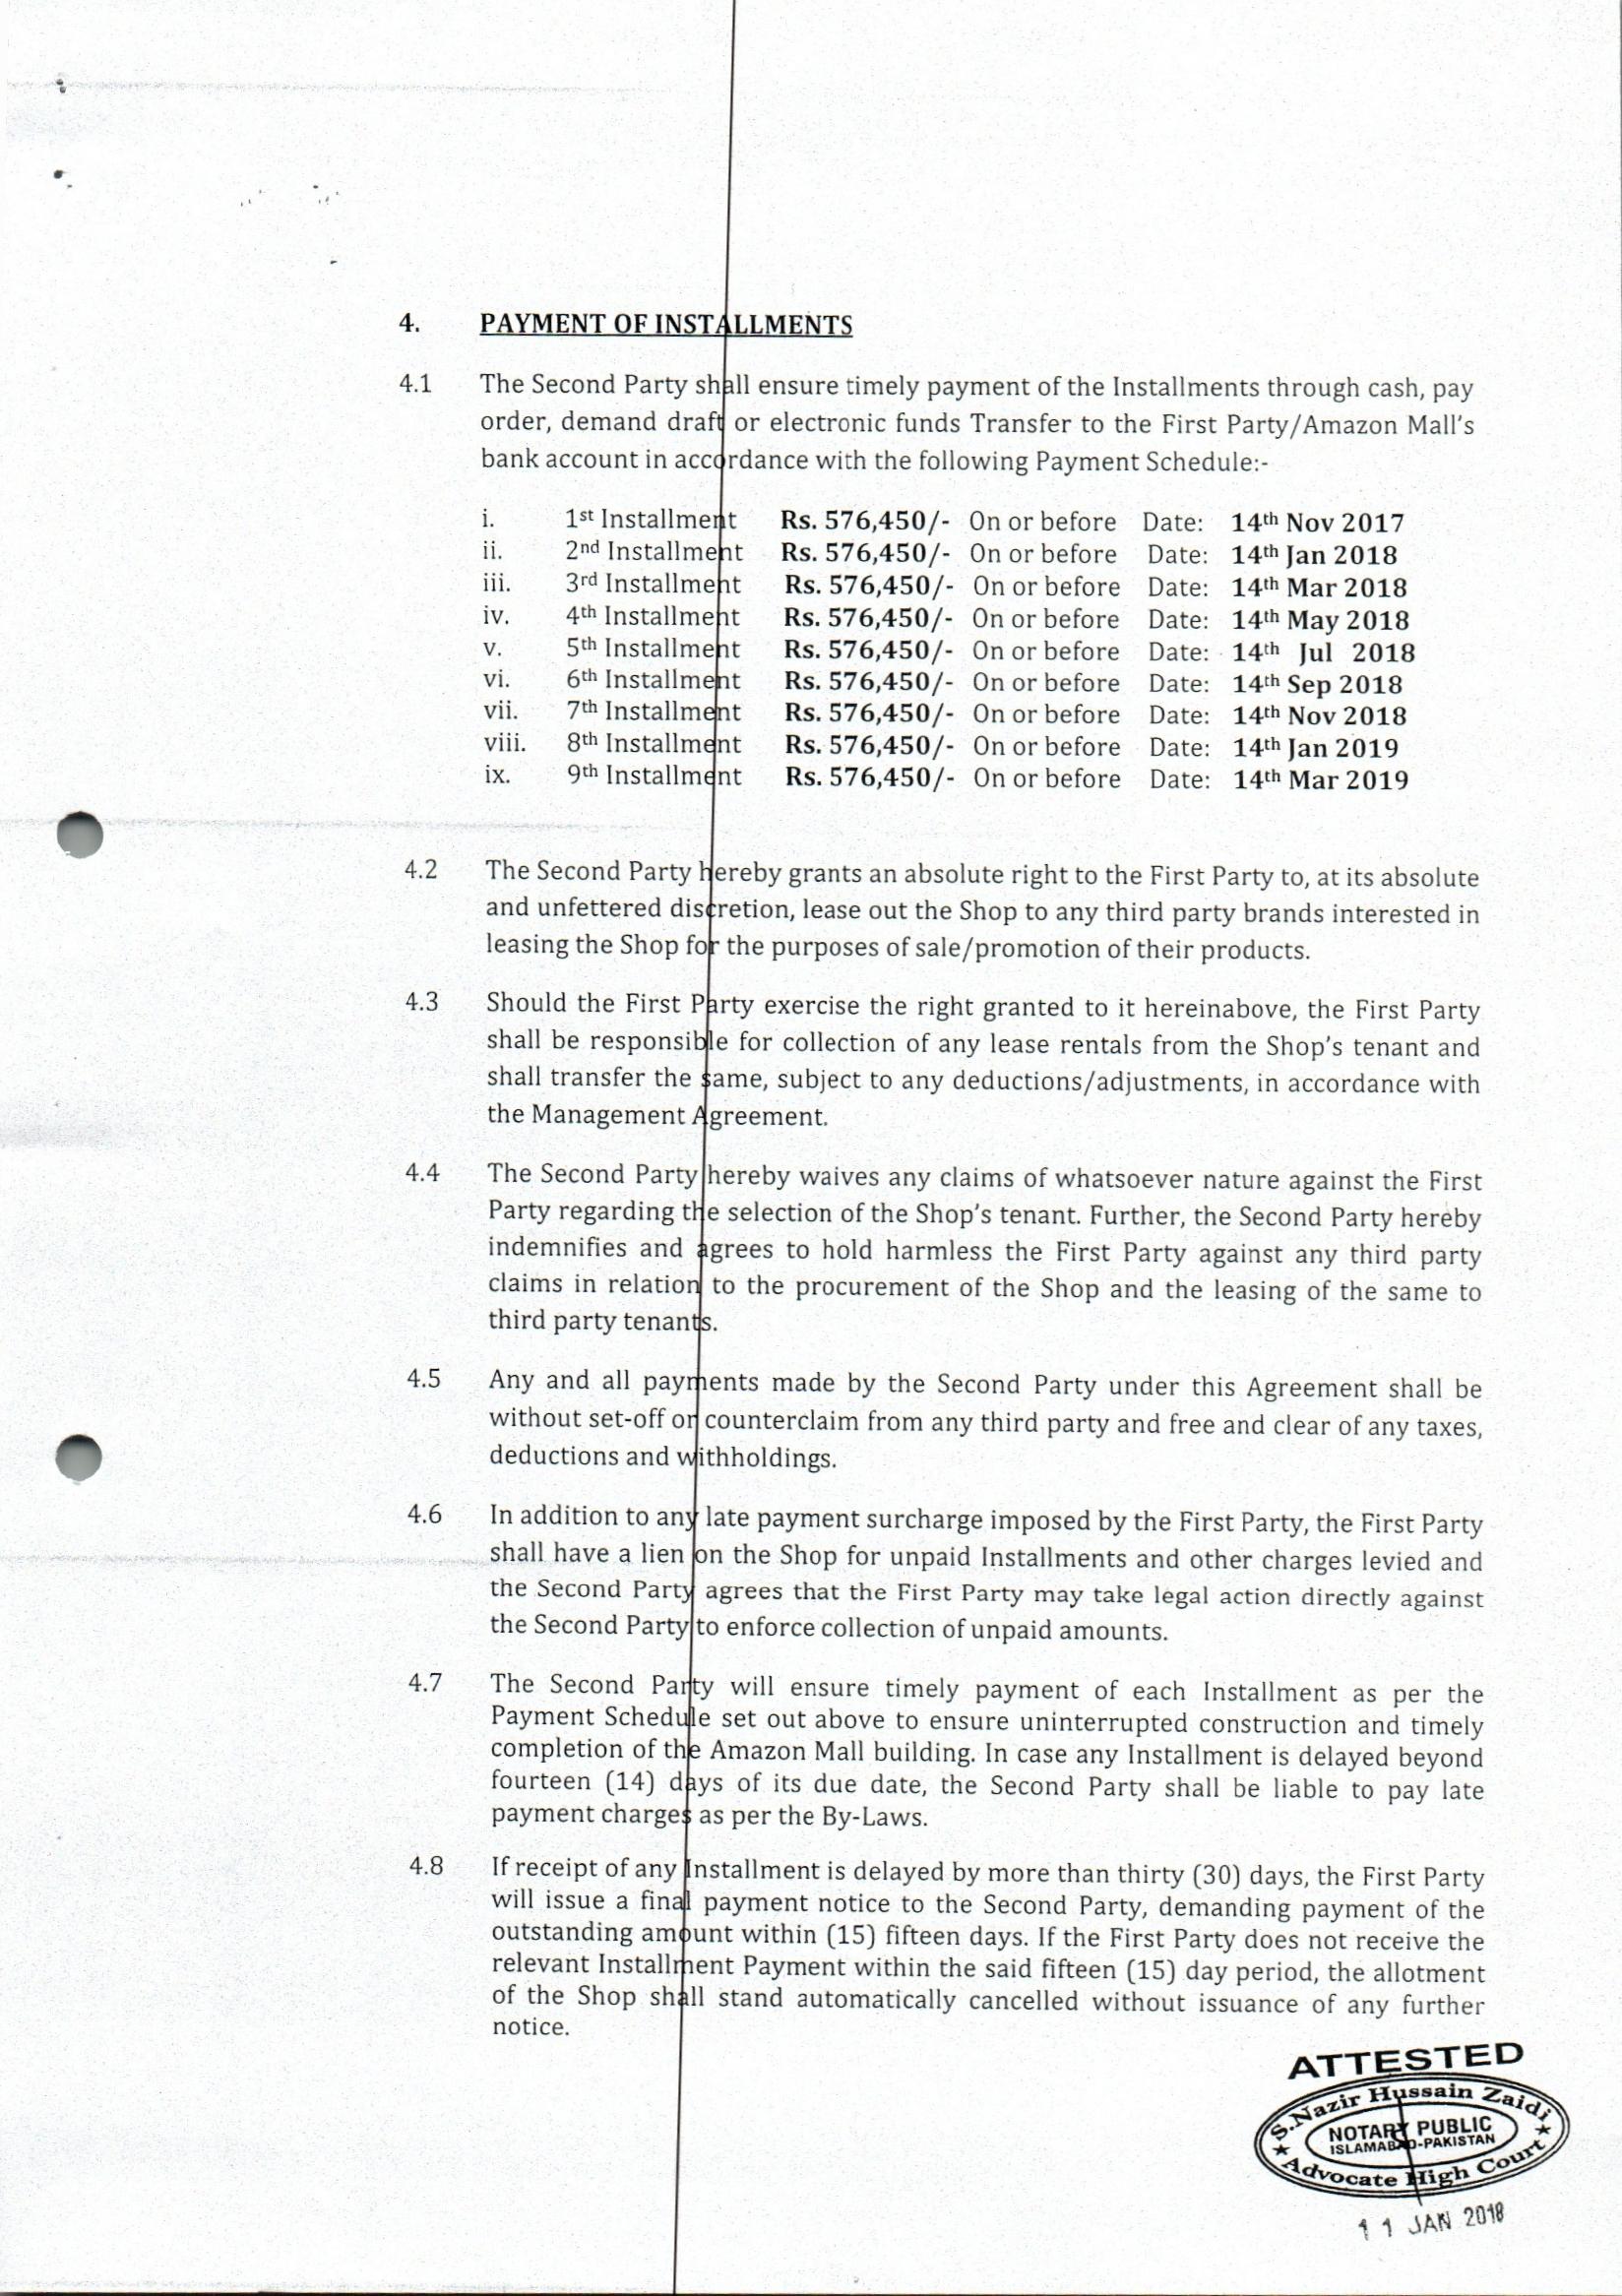 4. PAYMENT OF INSTALLMENTS
4.1 The Second Party shall ensure timely payment of the Installments through cash, pay
order, demand draft or electronic funds Transfer to the First Party/Amazon Mall's
bank account in accordance with the following Payment Schedule:-
i. 1st Installment Rs. 576,450/- On or before Date: 14th Nov 2017
ii. 2nd Installment Rs. 576,450/- On or before Date: 14th Jan 2018
iii. 3rd Installment Rs. 576,450/- On or before Date: 14th Mar 2018
iv. 4th Installment Rs. 576,450/- On or before Date: 14th May 2018
v. 5th Installment Rs. 576,450/- On or before Date: 14th Jul 2018
vi. 6th Installment Rs. 576,450/- On or before Date: 14th Sep 2018
vii. 7th Installment Rs. 576,450/- On or before Date: 14th Nov 2018
viii. 8th Installment Rs. 576,450/- On or before Date: 14th Jan 2019
ix. 9th Installment Rs. 576,450/- On or before Date: 14th Mar 2019
4.2 The Second Party hereby grants an absolute right to the First Party to, at its absolute
and unfettered discretion, lease out the Shop to any third party brands interested in
leasing the Shop for the purposes of sale/promotion of their products.
4.3 Should the First Party exercise the right granted to it hereinabove, the First Party
shall be responsible for collection of any lease rentals from the Shop's tenant and
shall transfer the same, subject to any deductions/adjustments, in accordance with
the Management Agreement.
4.4 The Second Party hereby waives any claims of whatsoever nature against the First
Party regarding the selection of the Shop's tenant. Further, the Second Party hereby
indemnifies and agrees to hold harmless the First Party against any third party
claims in relation to the procurement of the Shop and the leasing of the same to
third party tenants.
4.5 Any and all payments made by the Second Party under this Agreement shall be
without set-off or counterclaim from any third party and free and clear of any taxes,
deductions and withholdings.
4.6 In addition to any late payment surcharge imposed by the First Party, the First Party
shall have a lien on the Shop for unpaid Installments and other charges levied and
the Second Party agrees that the First Party may take legal action directly against
the Second Party to enforce collection of unpaid amounts.
4.7 The Second Party will ensure timely payment of each Installment as per the
Payment Schedule set out above to ensure uninterrupted construction and timely
completion of the Amazon Mall building. In case any Installment is delayed beyond
fourteen (14) days of its due date, the Second Party shall be liable to pay late
payment charges as per the By-Laws.
4.8 If receipt of any Installment is delayed by more than thirty (30) days, the First Party
will issue a final payment notice to the Second Party, demanding payment of the
outstanding amount within (15) fifteen days. If the First Party does not receive the
relevant Installment Payment within the said fifteen (15) day period, the allotment
of the Shop shall stand automatically cancelled without issuance of any further
notice.
ATTESTED
S.Nazir Hussain Zaidi
NOTARY PUBLIC
ISLAMABAD-PAKISTAN
Advocate High Court
11 JAN 2018